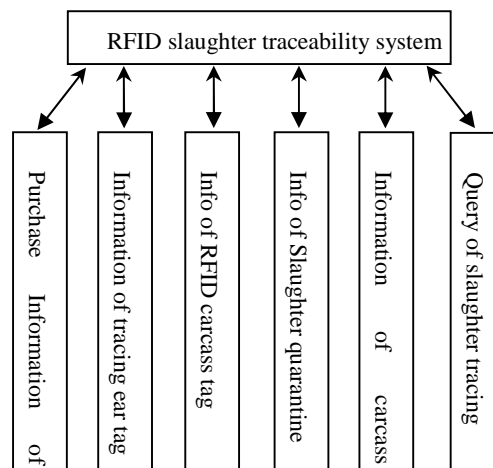 RFID slaughter traceability system
Purchase Information of
Information of tracing ear tag
Info of RFID carcass tag
Info of Slaughter quarantine
Information of carcass
Query of slaughter tracing